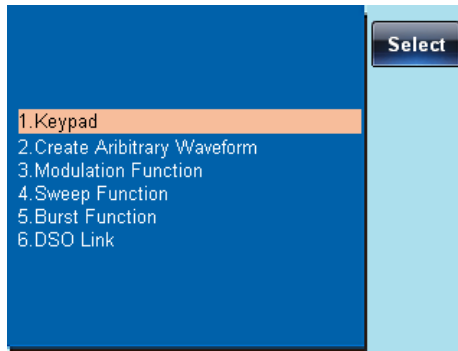 Select
1.Keypad
2.Create Aribitrary Waveform
3.Modulation Function
4.Sweep Function
5.Burst Function
6.DSO Link